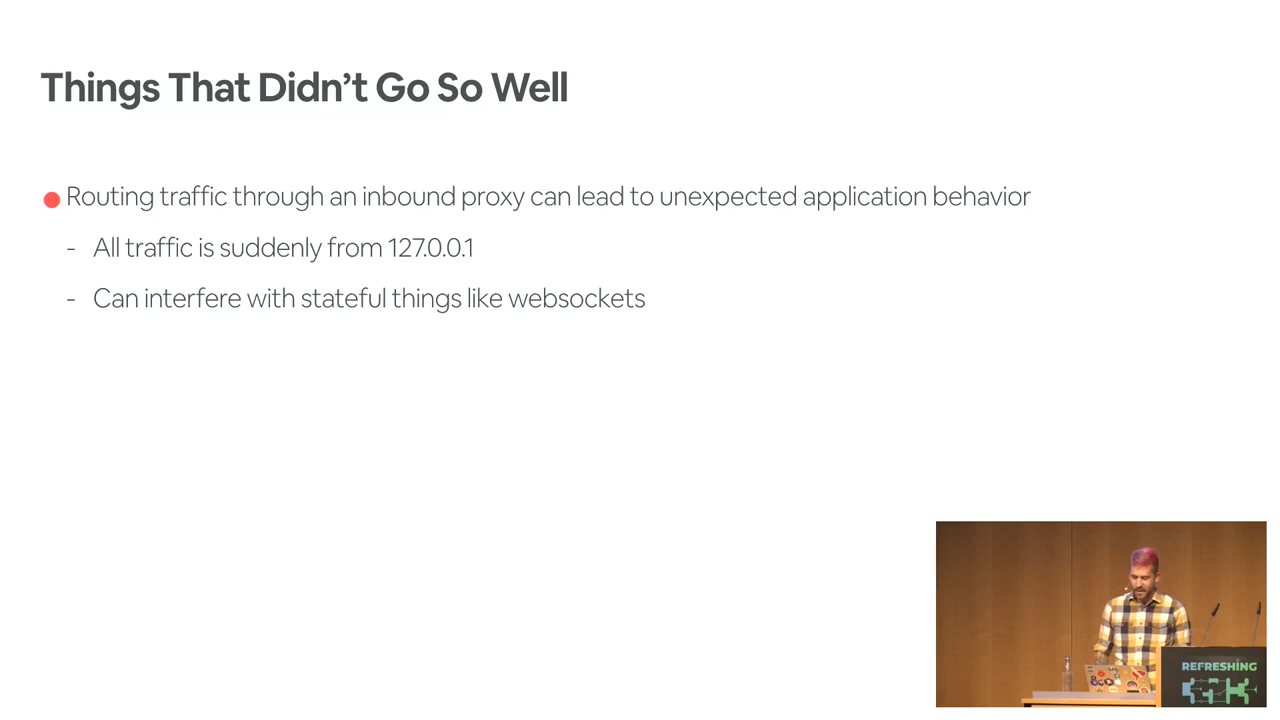 Things That Didn't Go So Well
Routing traffic through an inbound proxy can lead to unexpected application behavior
- All traffic is suddenly from 127.0.0.1
- Can interfere with stateful things like websockets
REFRESHING